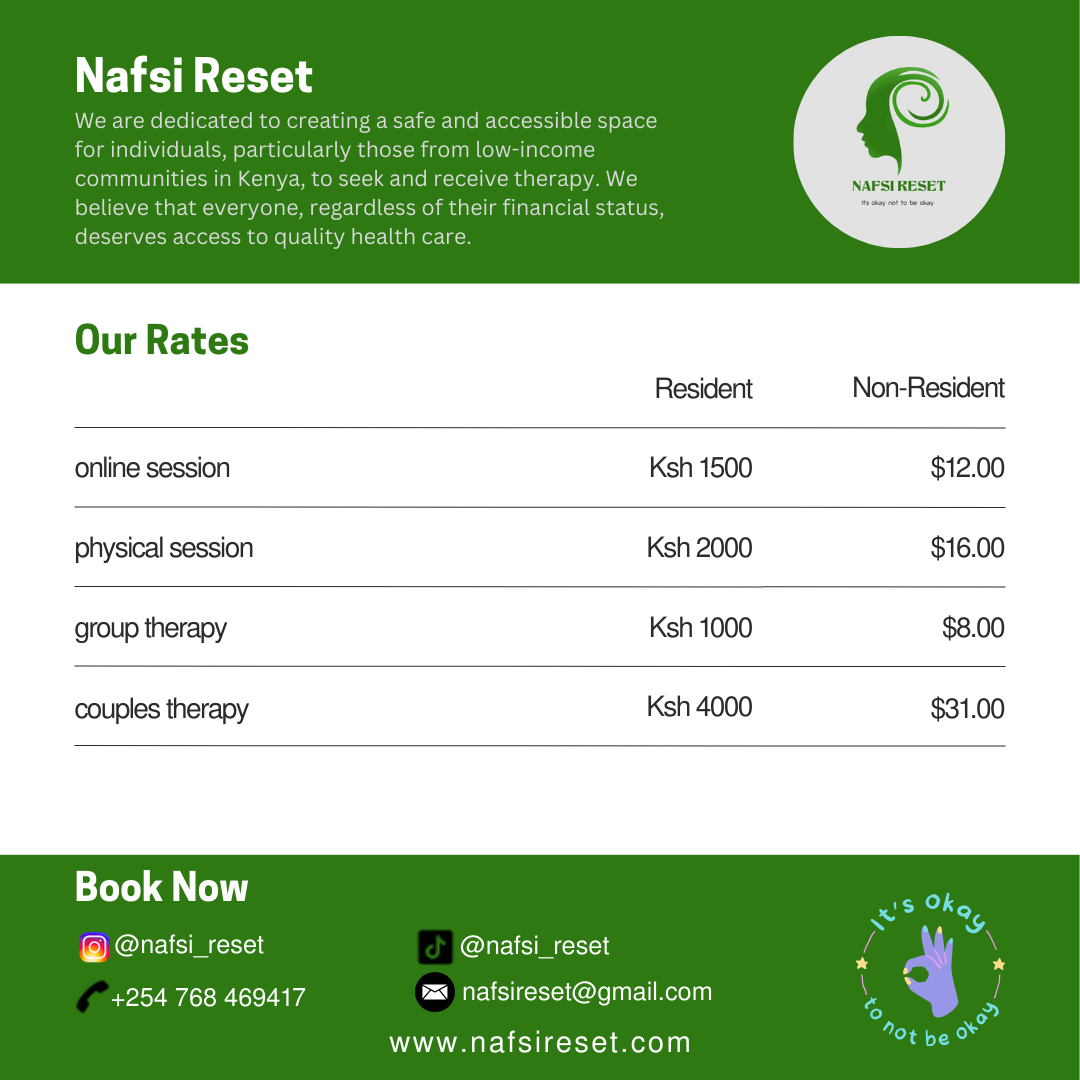 Nafsi Reset
We are dedicated to creating a safe and accessible space
for individuals, particularly those from low-income
communities in Kenya, to seek and receive therapy. We
believe that everyone, regardless of their financial status,
deserves access to quality health care.
NAFSI RESET
Its okay not to be okay
Our Rates
Resident Non-Resident
online session Ksh 1500 $12.00
physical session Ksh 2000 $16.00
group therapy Ksh 1000 $8.00
couples therapy Ksh 4000 $31.00
Book Now
@nafsi_reset @nafsi_reset
+254 768 469417 nafsireset@gmail.com
www.nafsireset.com
It's okay
to not be okay